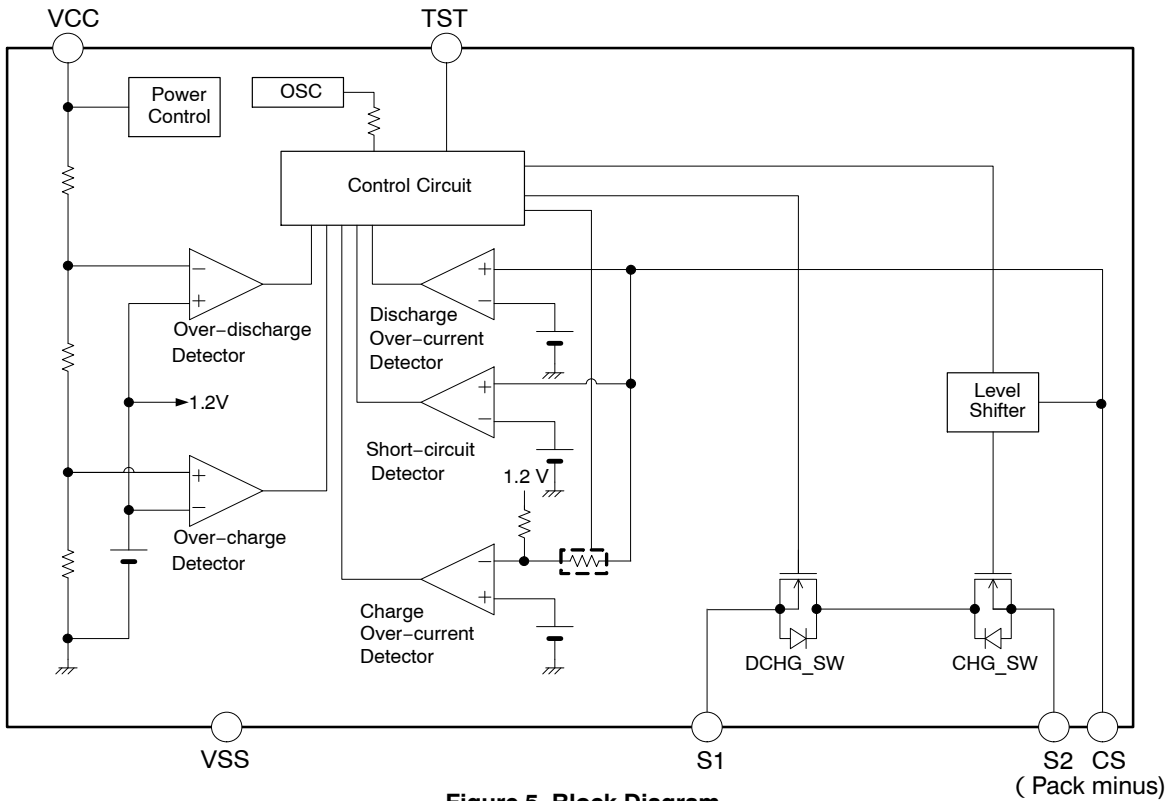 VCC
TST
Power
Control
OSC
Control Circuit
−
+
Over−discharge
Detector
+
−
Discharge
Over−current
Detector
1.2V
+
−
Short−circuit
Detector
Level
Shifter
+
−
Over−charge
Detector
1.2 V
−
+
Charge
Over−current
Detector
DCHG_SW
CHG_SW
VSS
S1
S2
CS
( Pack minus)
Figure 5. Block Diagram